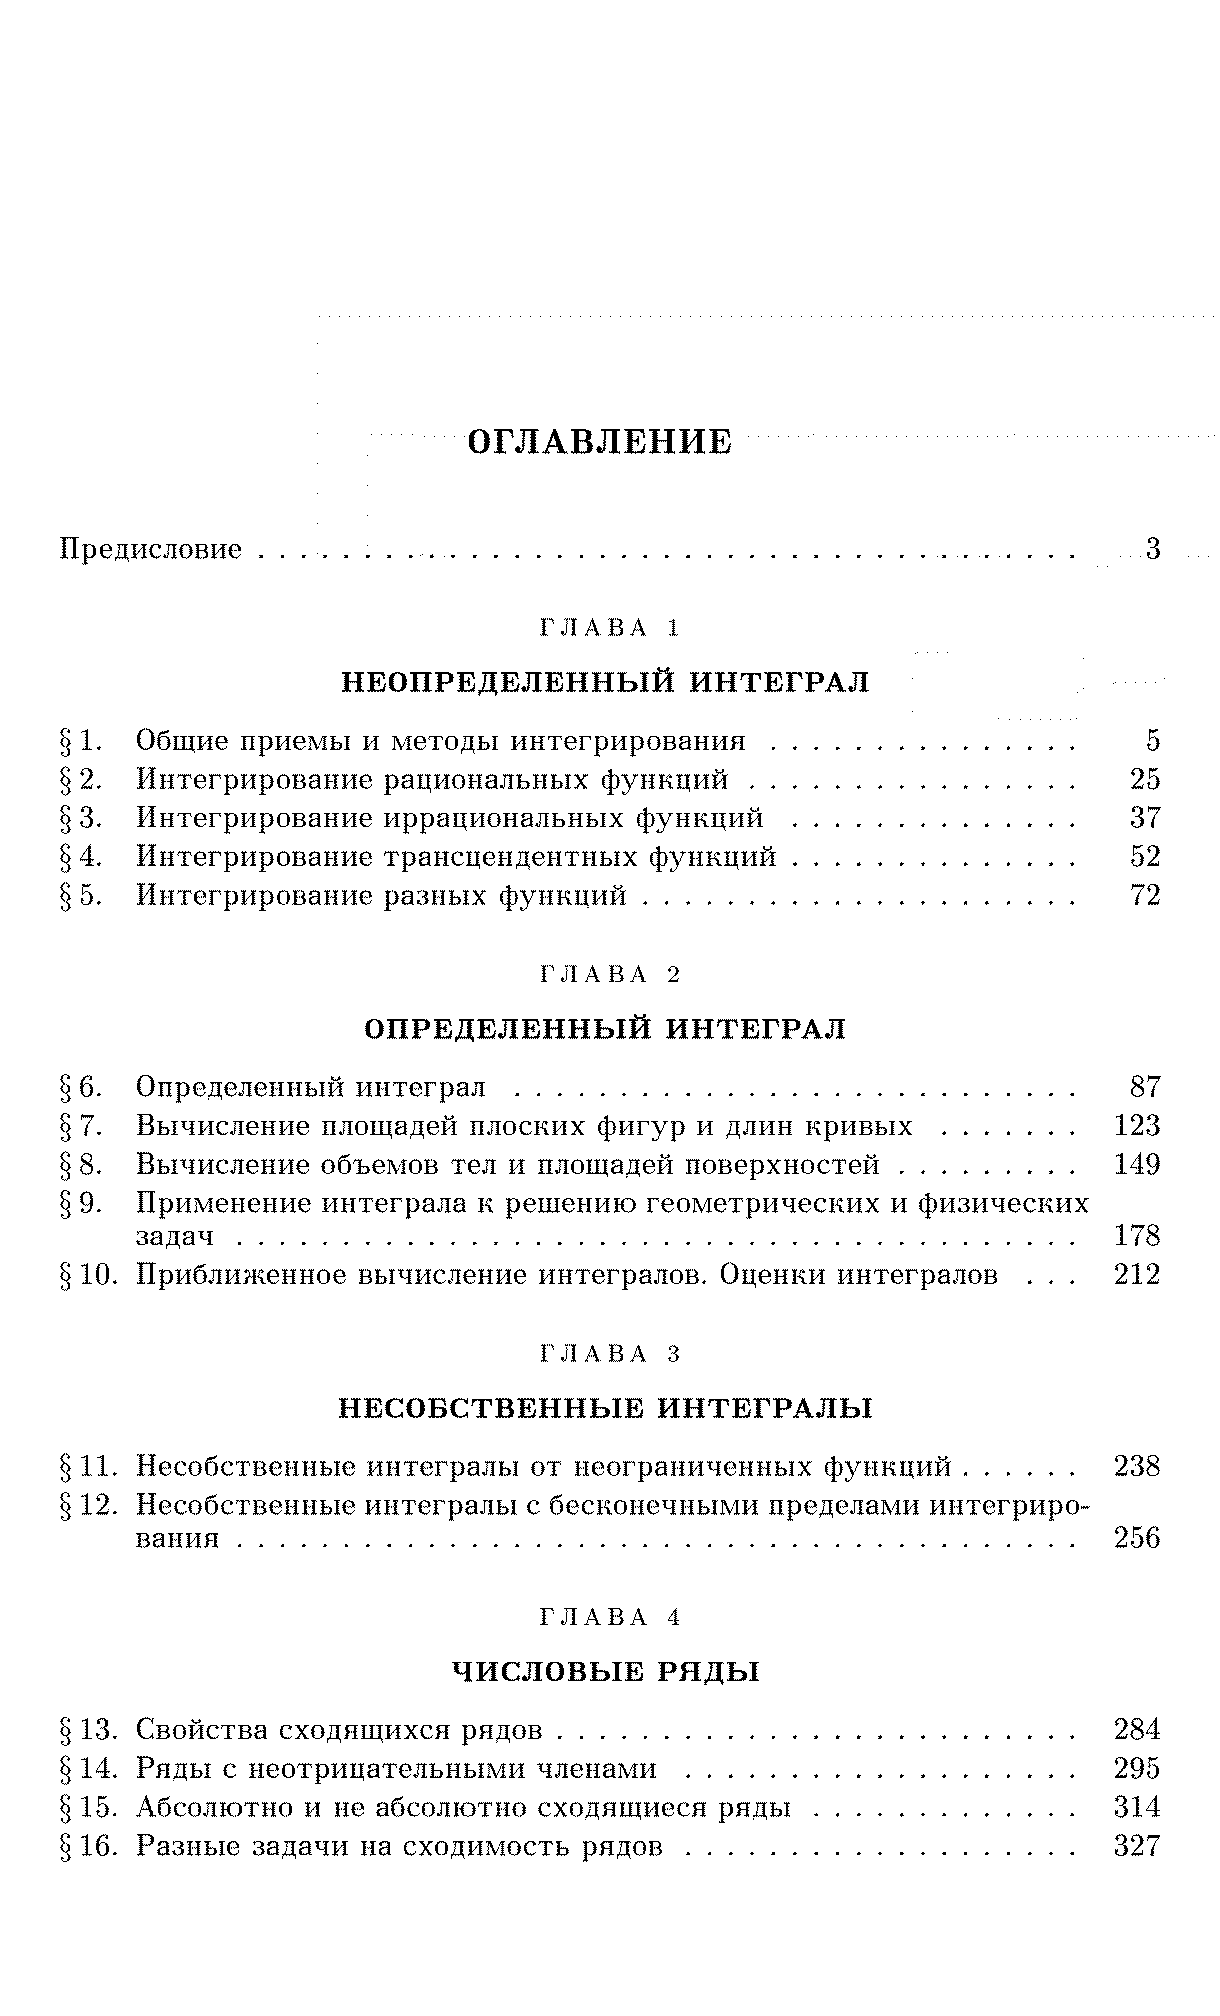 ОГЛАВЛЕНИЕ
Предисловие . . . . . . . . . . . . . . . . . . . . . . . . . . . . . . . . . . . . . . . 3
ГЛАВА 1
НЕОПРЕДЕЛЕННЫЙ ИНТЕГРАЛ
§ 1. Общие приемы и методы интегрирования . . . . . . . . . . . . . . . 5
§ 2. Интегрирование рациональных функций . . . . . . . . . . . . . . . . 25
§ 3. Интегрирование иррациональных функций . . . . . . . . . . . . . . 37
§ 4. Интегрирование трансцендентных функций . . . . . . . . . . . . . . 52
§ 5. Интегрирование разных функций . . . . . . . . . . . . . . . . . . . . . 72
ГЛАВА 2
ОПРЕДЕЛЕННЫЙ ИНТЕГРАЛ
§ 6. Определенный интеграл . . . . . . . . . . . . . . . . . . . . . . . . . . . 87
§ 7. Вычисление площадей плоских фигур и длин кривых . . . . . . . 123
§ 8. Вычисление объемов тел и площадей поверхностей . . . . . . . . . 149
§ 9. Применение интеграла к решению геометрических и физических
задач . . . . . . . . . . . . . . . . . . . . . . . . . . . . . . . . . . . . . . . . 178
§ 10. Приближенное вычисление интегралов. Оценки интегралов . . . 212
ГЛАВА 3
НЕСОБСТВЕННЫЕ ИНТЕГРАЛЫ
§ 11. Несобственные интегралы от неограниченных функций . . . . . . 238
§ 12. Несобственные интегралы с бесконечными пределами интегриро-
вания . . . . . . . . . . . . . . . . . . . . . . . . . . . . . . . . . . . . . . . . 256
ГЛАВА 4
ЧИСЛОВЫЕ РЯДЫ
§ 13. Свойства сходящихся рядов . . . . . . . . . . . . . . . . . . . . . . . . . 284
§ 14. Ряды с неотрицательными членами . . . . . . . . . . . . . . . . . . . 295
§ 15. Абсолютно и не абсолютно сходящиеся ряды . . . . . . . . . . . . . 314
§ 16. Разные задачи на сходимость рядов . . . . . . . . . . . . . . . . . . . 327